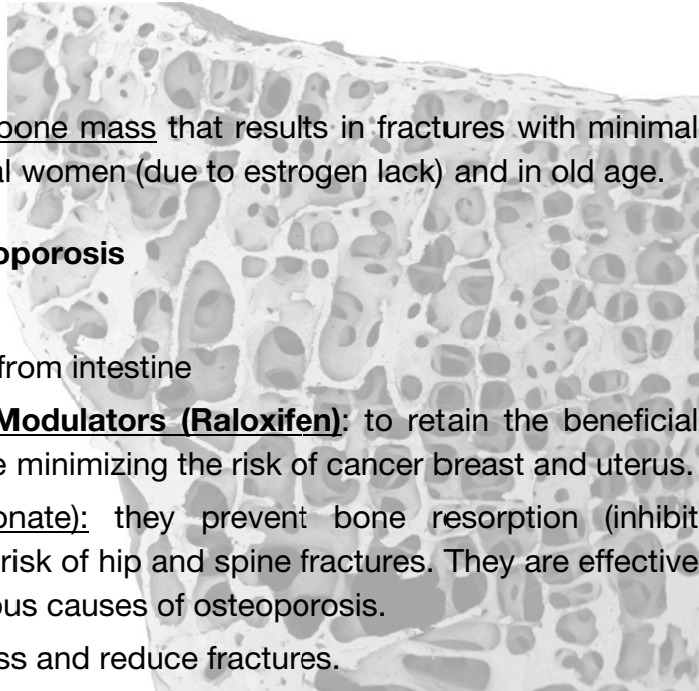 bone mass that results in fractures with minimal
al women (due to estrogen lack) and in old age.
oporosis
from intestine
Modulators (Raloxifen): to retain the beneficial
e minimizing the risk of cancer breast and uterus.
onate): they prevent bone resorption (inhibit
risk of hip and spine fractures. They are effective
ous causes of osteoporosis.
ss and reduce fractures.